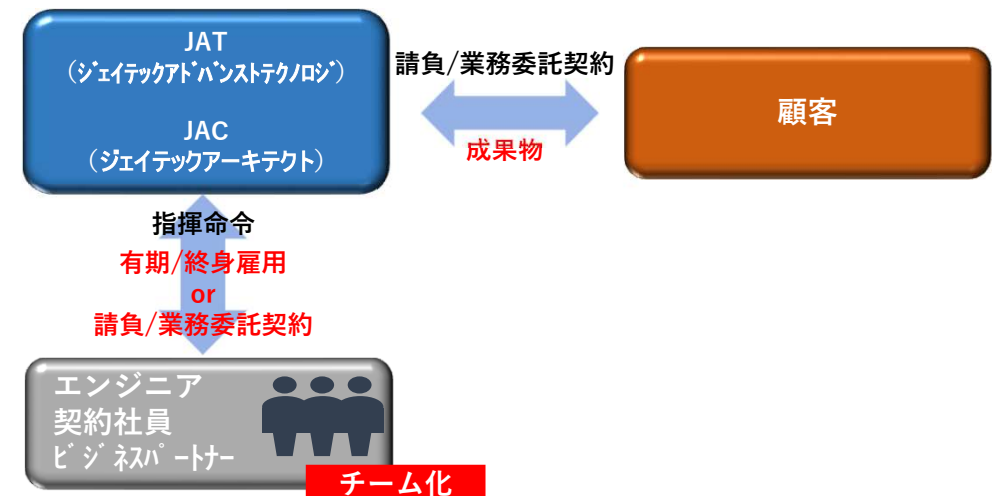 JAT
（ｼﾞｪｲﾃｯｸｱﾄﾞﾊﾞﾝｽﾄﾃｸﾉﾛｼﾞ）
JAC
（ジェイテックアーキテクト）
請負/業務委託契約
成果物
顧客
指揮命令
有期/終身雇用
or
請負/業務委託契約
エンジニア
契約社員
ﾋﾞｼﾞﾈｽﾊﾟｰﾄﾅｰ
チーム化